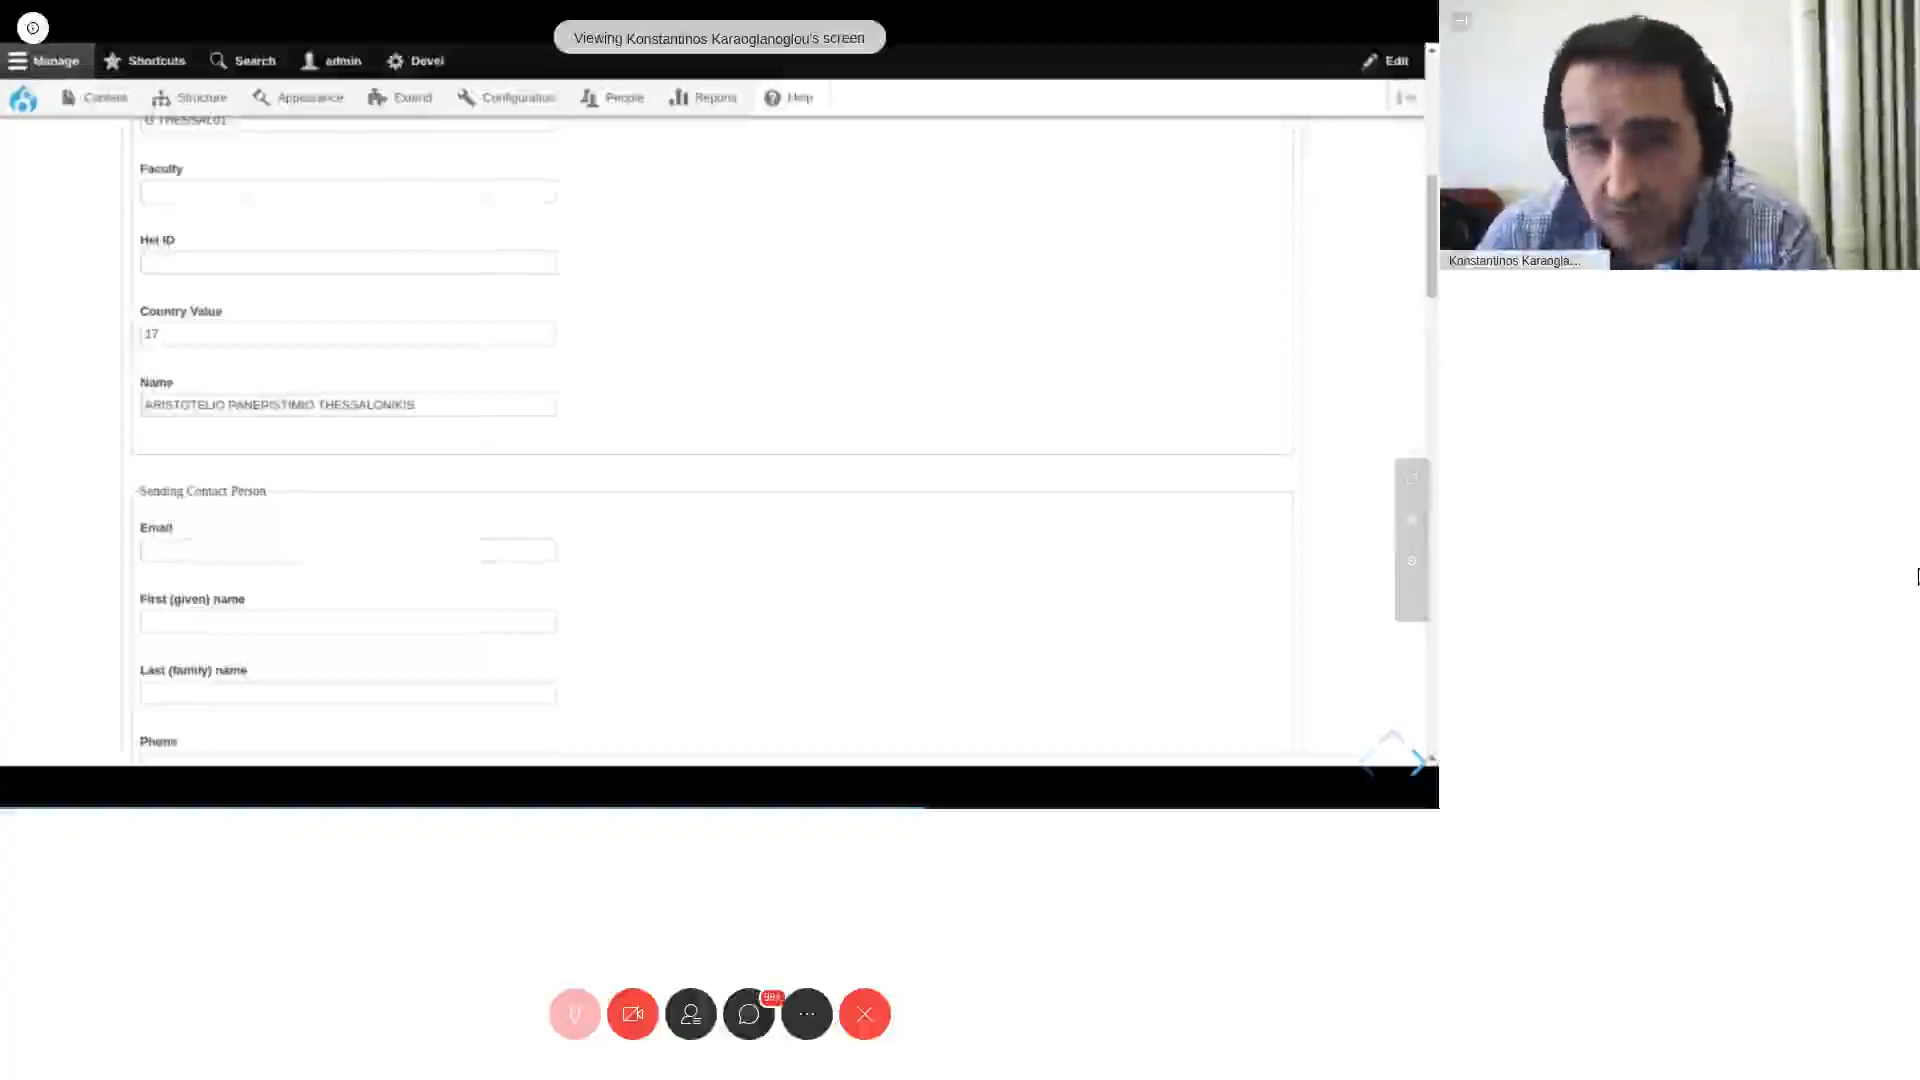 Viewing Konstantinos Karaoglanoglou's screen
Manage Shortcuts Search admin Devel Edit
Content Structure Appearance Extend Configuration People Reports Help
G THESSAL01
Faculty
Hei ID
Country Value
17
Name
ARISTOTELIO PANEPISTIMIO THESSALONIKIS
Sending Contact Person
Email
First (given) name
Last (family) name
Phone
Konstantinos Karaogla...